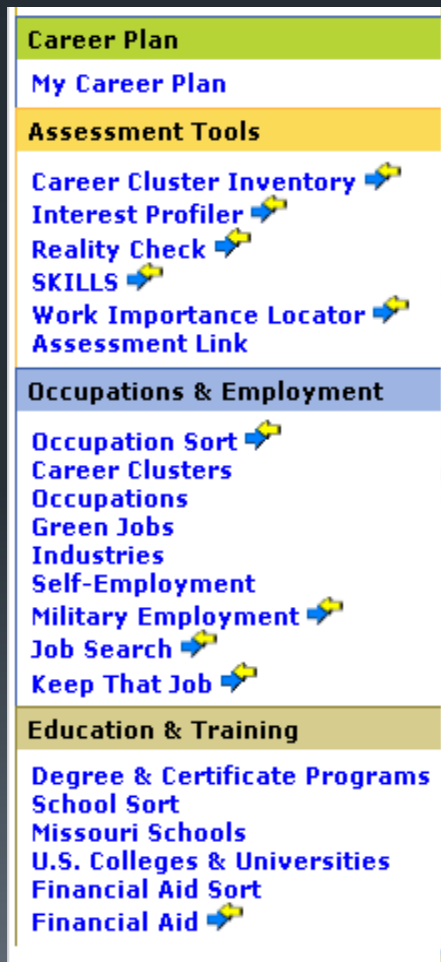 Career Plan
My Career Plan
Assessment Tools
Career Cluster Inventory
Interest Profiler
Reality Check
SKILLS
Work Importance Locator
Assessment Link
Occupations & Employment
Occupation Sort
Career Clusters
Occupations
Green Jobs
Industries
Self-Employment
Military Employment
Job Search
Keep That Job
Education & Training
Degree & Certificate Programs
School Sort
Missouri Schools
U.S. Colleges & Universities
Financial Aid Sort
Financial Aid